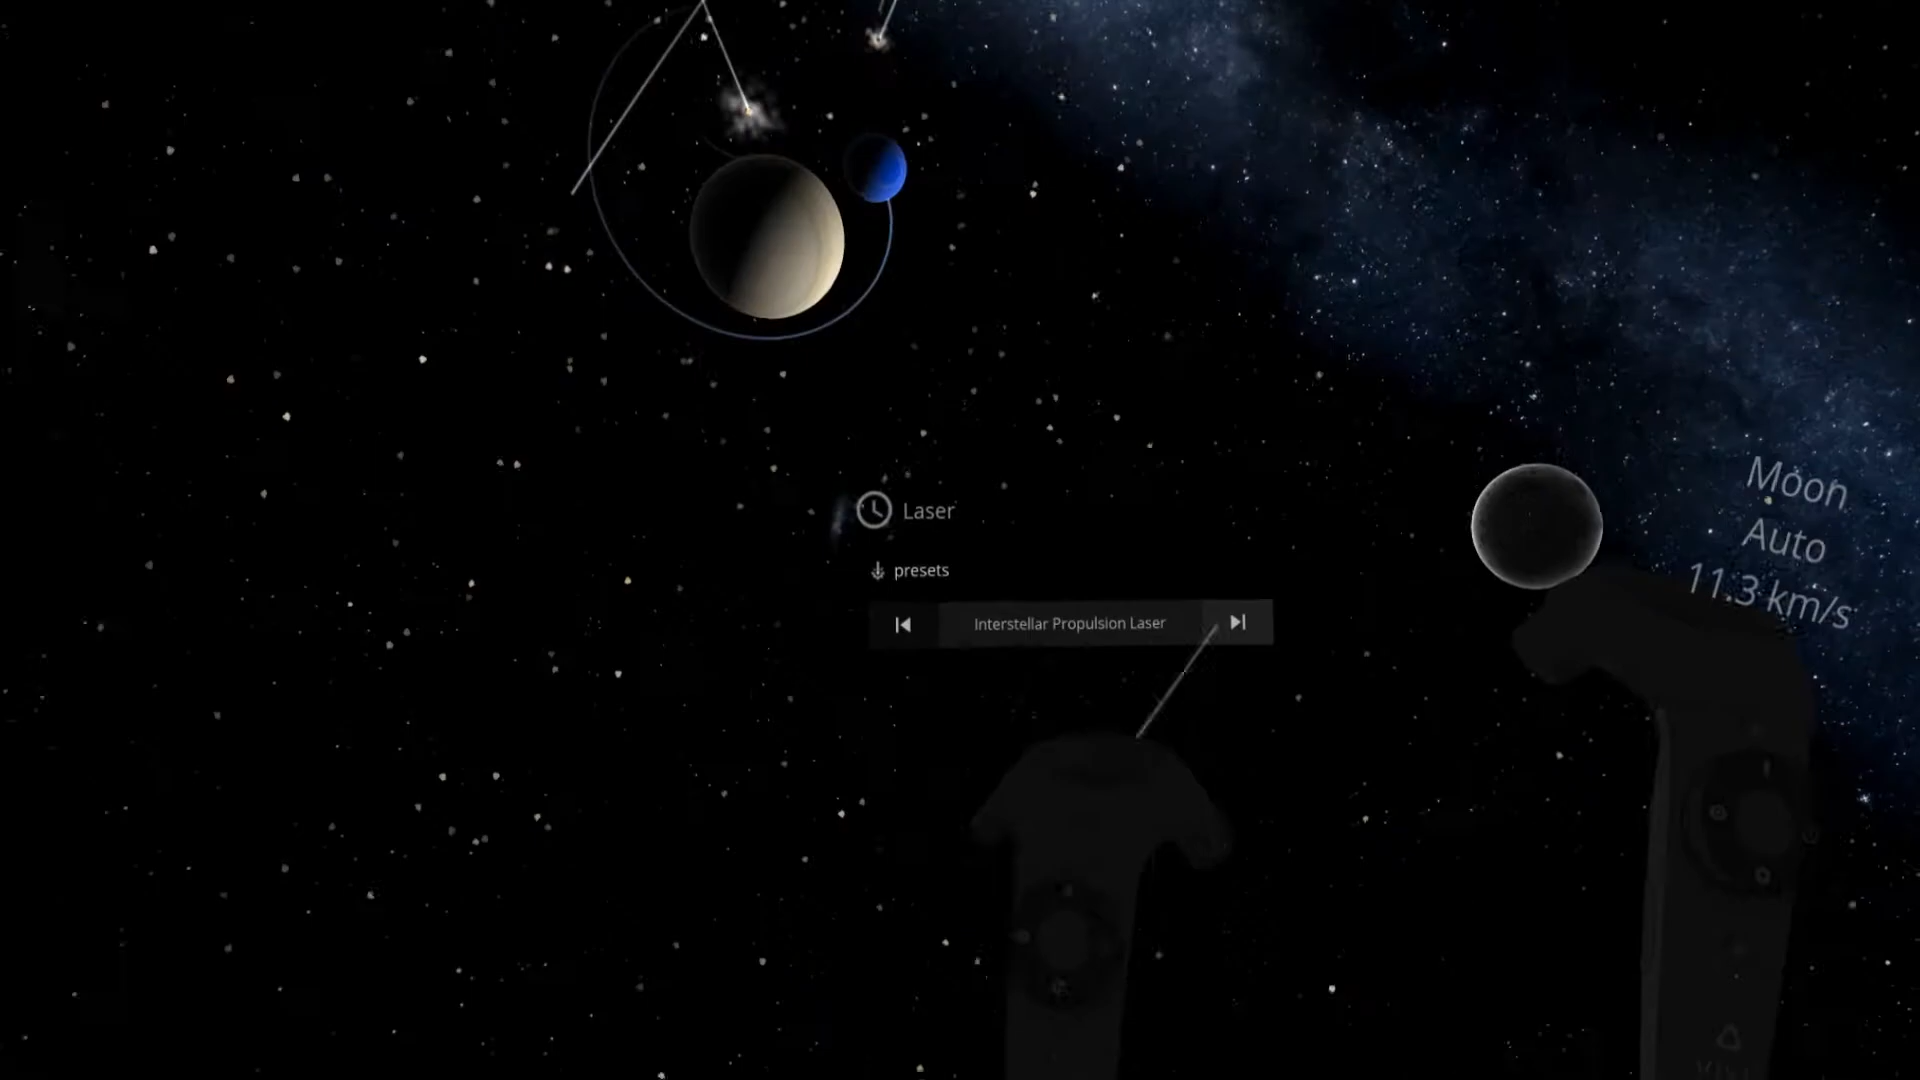 Laser
presets
Interstellar Propulsion Laser
Moon
Auto
11.3 km/s